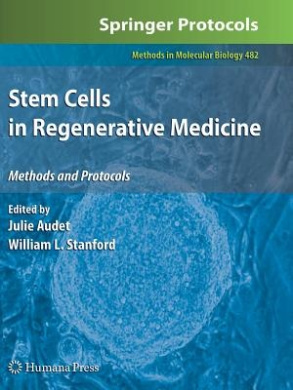 Springer Protocols
Methods in Molecular Biology 482
Stem Cells
in Regenerative Medicine
Methods and Protocols
Edited by
Julie Audet
William L. Stanford
Humana Press